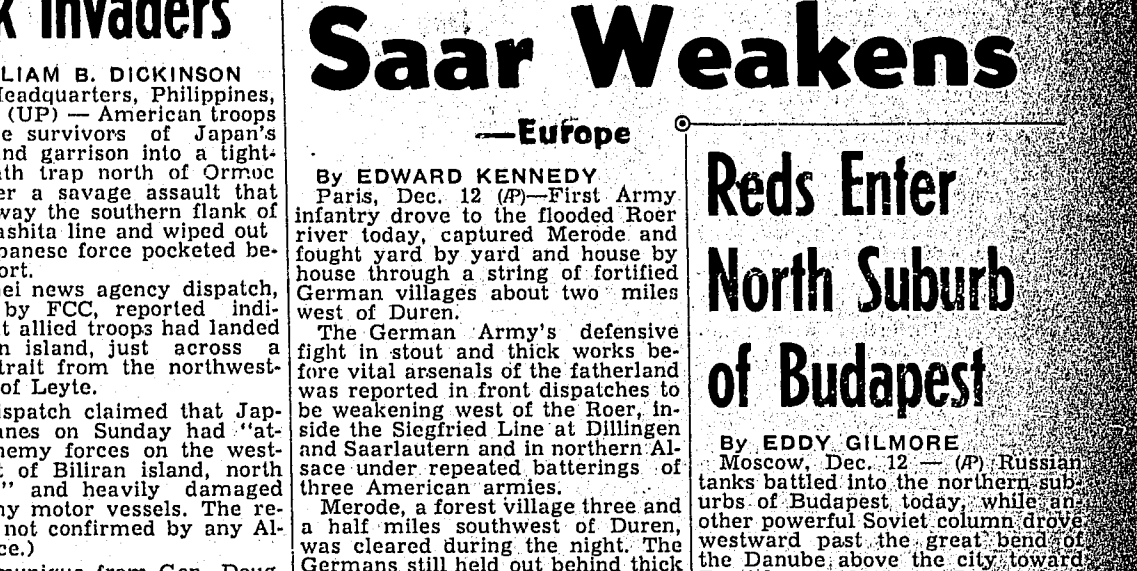 k Invaders
LIAM B. DICKINSON
Headquarters, Philippines,
(UP) — American troops
e survivors of Japan's
nd garrison into a tight-
ath trap north of Ormoc
er a savage assault that
way the southern flank of
ashita line and wiped out
panese force pocketed be-
ort.
ei news agency dispatch,
by FCC, reported indi-
t allied troops had landed
n island, just across a
trait from the northwest-
of Leyte.
ispatch claimed that Jap-
anes on Sunday had "at-
nemy forces on the west-
t of Biliran island, north
" and heavily damaged
ny motor vessels. The re-
not confirmed by any Al-
ce.)
Saar Weakens
—Europe
By EDWARD KENNEDY
Paris, Dec. 12 (AP)—First Army
infantry drove to the flooded Roer
river today, captured Merode and
fought yard by yard and house by
house through a string of fortified
German villages about two miles
west of Duren.
The German Army's defensive
fight in stout and thick works be-
fore vital arsenals of the fatherland
was reported in front dispatches to
be weakening west of the Roer, in-
side the Siegfried Line at Dillingen
and Saarlautern and in northern Al-
sace under repeated batterings of
three American armies.
Merode, a forest village three and
a half miles southwest of Duren,
was cleared during the night. The
Germans still held out behind thick
Reds Enter
North Suburb
of Budapest
By EDDY GILMORE
Moscow, Dec. 12 — (AP) Russian
tanks battled into the northern sub-
urbs of Budapest today, while an-
other powerful Soviet column drove
westward past the great bend of
the Danube above the city toward